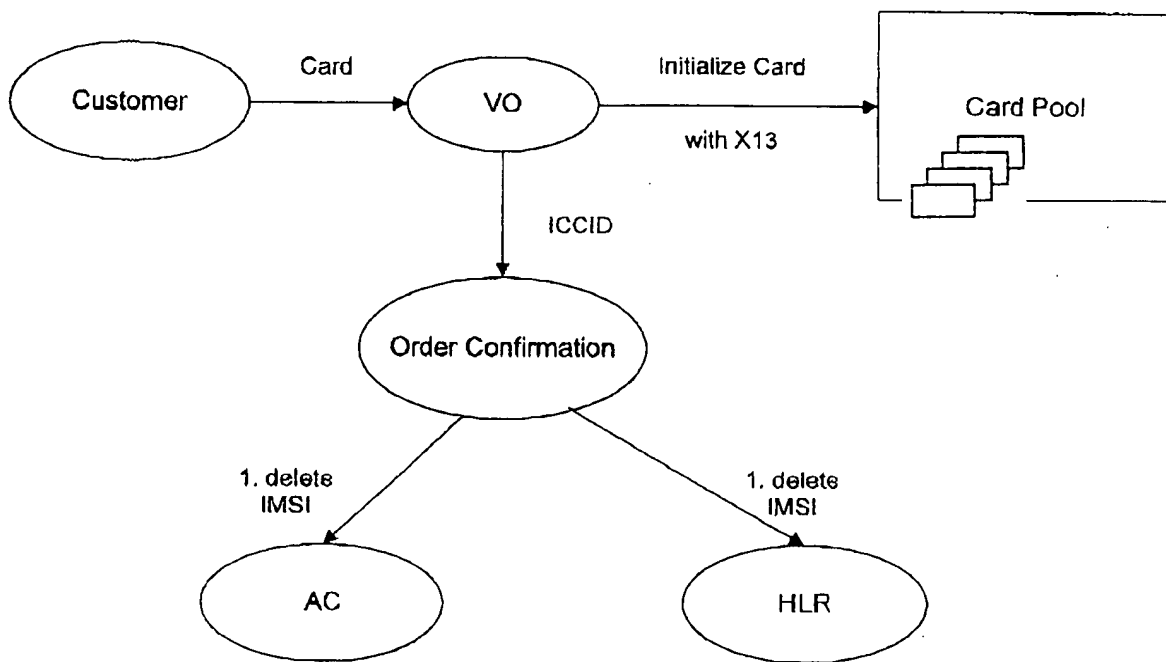 Card
Initialize Card
Customer
VO
Card Pool
with X13
ICCID
Order Confirmation
1. delete
IMSI
1. delete
IMSI
AC
HLR